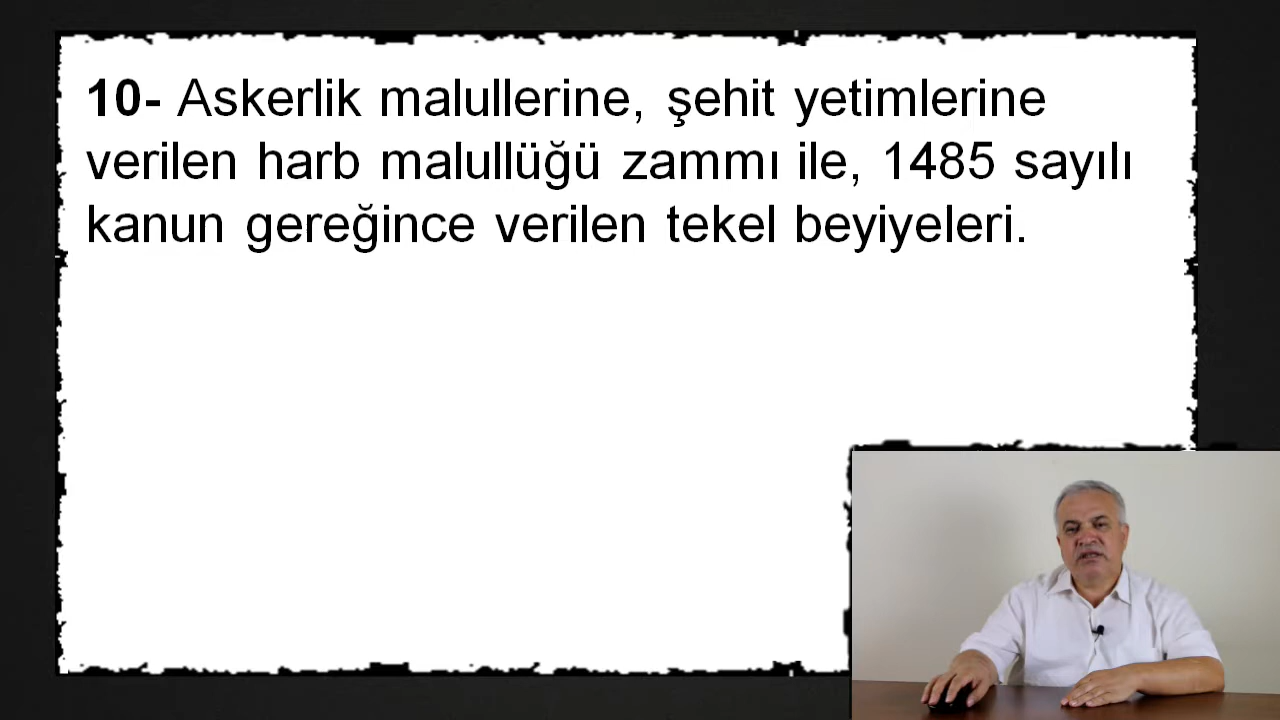 10- Askerlik malullerine, şehit yetimlerine
verilen harb malullüğü zammı ile, 1485 sayılı
kanun gereğince verilen tekel beyiyeleri.